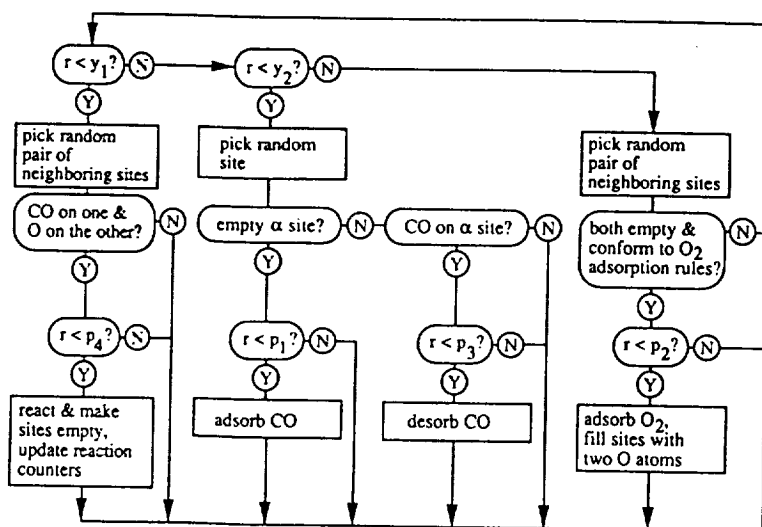 r < y1?
N
r < y2?
N
Y
Y
pick random
pair of
neighboring sites
pick random
site
pick random
pair of
neighboring sites
CO on one &
O on the other?
N
empty α site?
N
CO on α site?
N
both empty &
conform to O2
adsorption rules?
N
Y
Y
Y
Y
r < p4?
N
r < p1?
N
r < p3?
N
r < p2?
N
Y
Y
Y
Y
react & make
sites empty,
update reaction
counters
adsorb CO
desorb CO
adsorb O2,
fill sites with
two O atoms